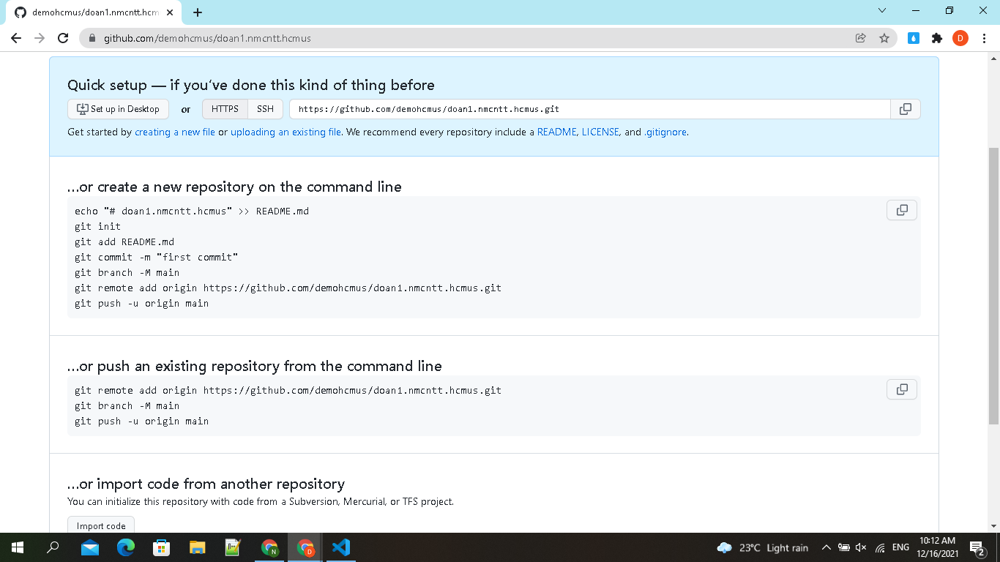 demohcmus/doan1.nmcntt.hcm
github.com/demohcmus/doan1.nmcntt.hcmus
D
Quick setup — if you've done this kind of thing before
Set up in Desktop or HTTPS SSH https://github.com/demohcmus/doan1.nmcntt.hcmus.git
Get started by creating a new file or uploading an existing file. We recommend every repository include a README, LICENSE, and .gitignore.
…or create a new repository on the command line
echo "# doan1.nmcntt.hcmus" >> README.md
git init
git add README.md
git commit -m "first commit"
git branch -M main
git remote add origin https://github.com/demohcmus/doan1.nmcntt.hcmus.git
git push -u origin main
…or push an existing repository from the command line
git remote add origin https://github.com/demohcmus/doan1.nmcntt.hcmus.git
git branch -M main
git push -u origin main
…or import code from another repository
You can initialize this repository with code from a Subversion, Mercurial, or TFS project.
Import code
N D 23°C Light rain ENG 10:12 AM
12/16/2021 2